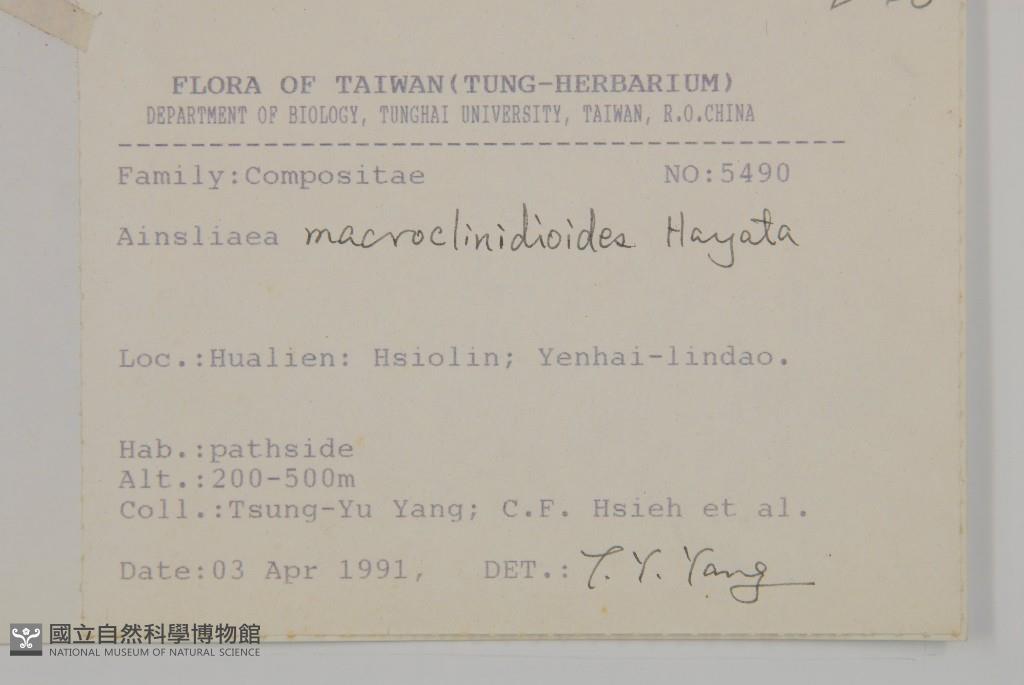 FLORA OF TAIWAN(TUNG-HERBARIUM)
DEPARTMENT OF BIOLOGY, TUNGHAI UNIVERSITY, TAIWAN, R.O.CHINA
Family:Compositae NO:5490
Ainsliaea macroclinidioides Hayata
Loc.:Hualien: Hsiolin; Yenhai-lindao.
Hab.:pathside
Alt.:200-500m
Coll.:Tsung-Yu Yang; C.F. Hsieh et al.
Date:03 Apr 1991, DET.: T. Y. Yang
國立自然科學博物館
NATIONAL MUSEUM OF NATURAL SCIENCE